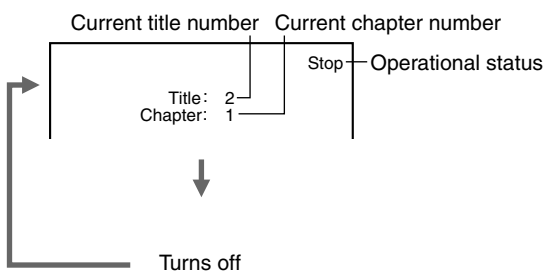 Current title number Current chapter number
Stop Operational status
Title: 2
Chapter: 1
Turns off